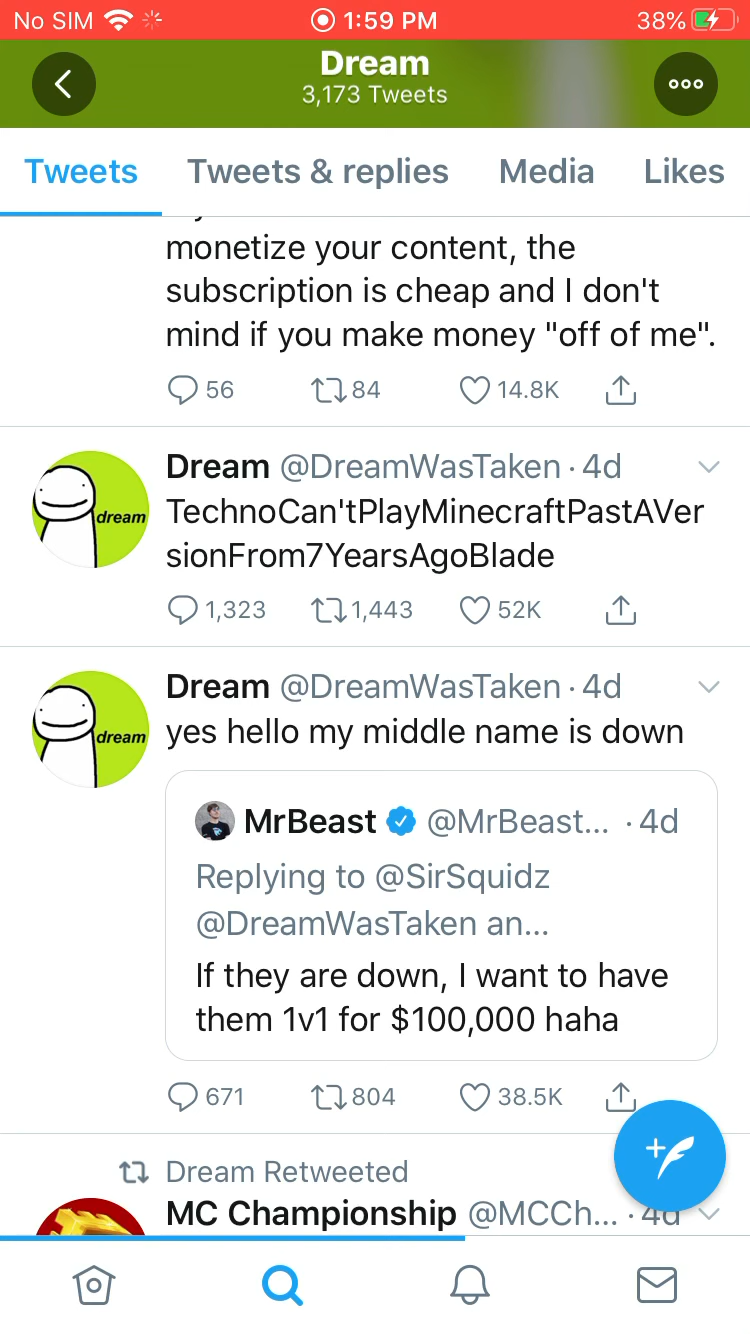 No SIM 1:59 PM 38%
Dream
3,173 Tweets
Tweets Tweets & replies Media Likes
monetize your content, the
subscription is cheap and I don't
mind if you make money "off of me".
56 84 14.8K
Dream @DreamWasTaken · 4d
dream
TechnoCan'tPlayMinecraftPastAVer
sionFrom7YearsAgoBlade
1,323 1,443 52K
Dream @DreamWasTaken · 4d
dream
yes hello my middle name is down
MrBeast @MrBeast... · 4d
Replying to @SirSquidz
@DreamWasTaken an...
If they are down, I want to have
them 1v1 for $100,000 haha
671 804 38.5K
Dream Retweeted
MC Championship @MCCh... · 4d